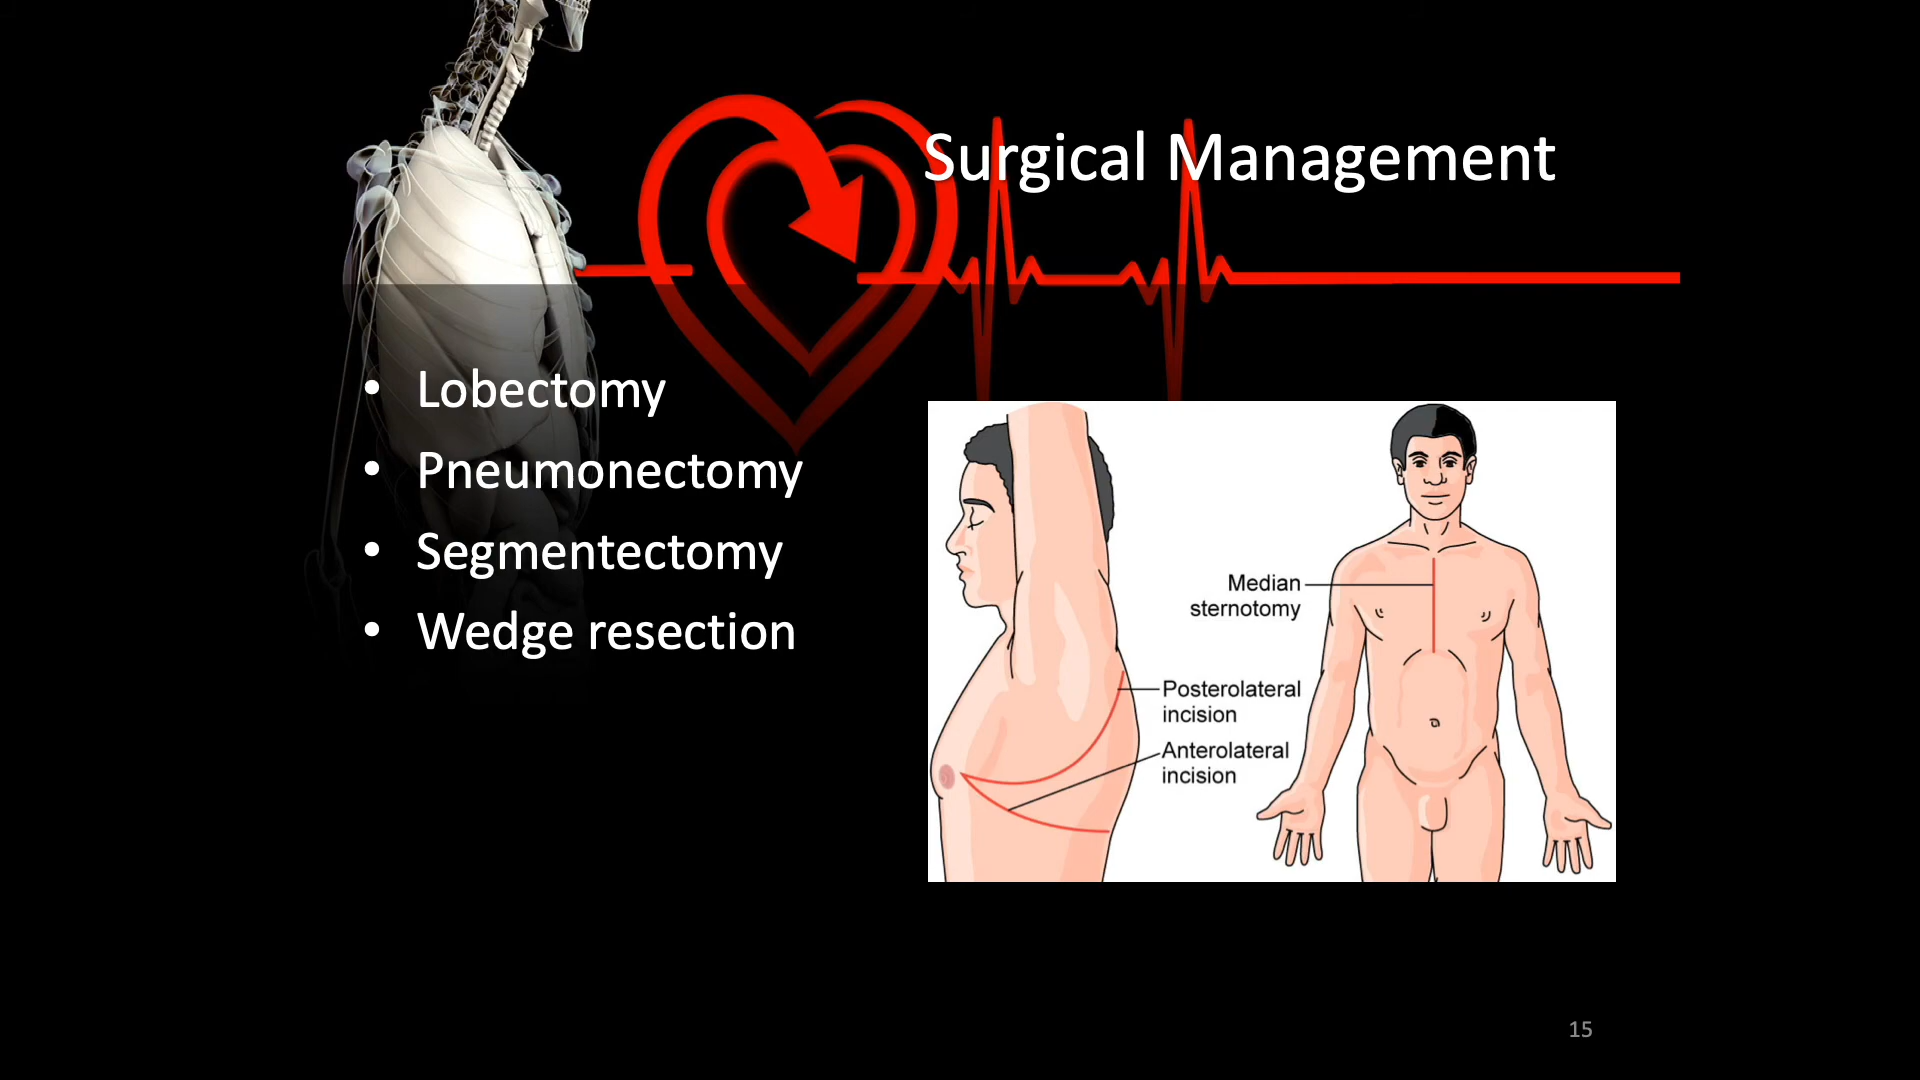 Surgical Management
• Lobectomy
• Pneumonectomy
• Segmentectomy
• Wedge resection
Median
sternotomy
Posterolateral
incision
Anterolateral
incision
15